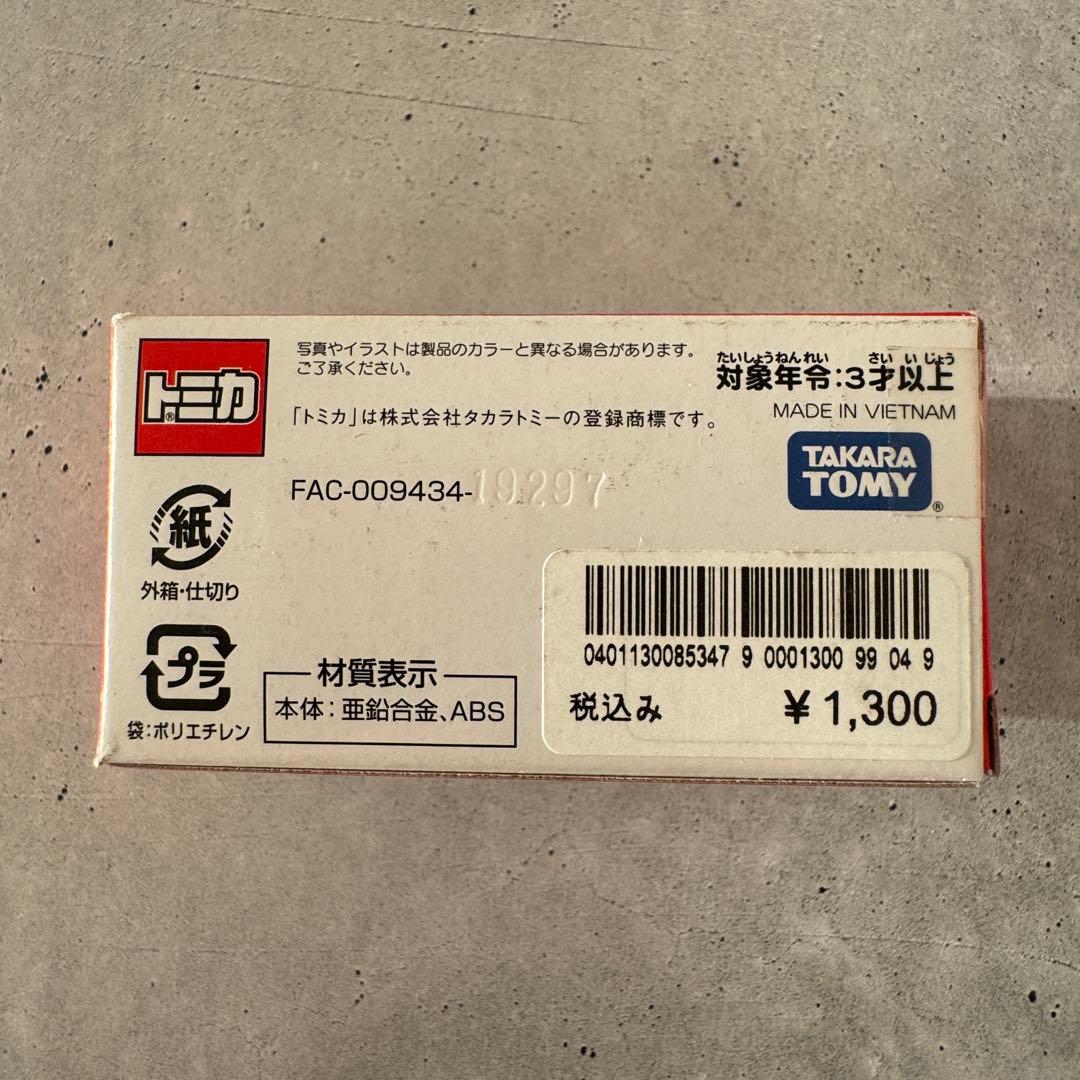 トミカ®
写真やイラストは製品のカラーと異なる場合があります。
ご了承ください。
「トミカ」は株式会社タカラトミーの登録商標です。
FAC-009434-19297
たいしょうねんれい さい いじょう
対象年令:3才以上
MADE IN VIETNAM
TAKARA
TOMY®
紙
外箱・仕切り
プラ
袋:ポリエチレン
材質表示
本体:亜鉛合金、ABS
0401130085347 9 0001300 99 04 9
税込み ¥1,300